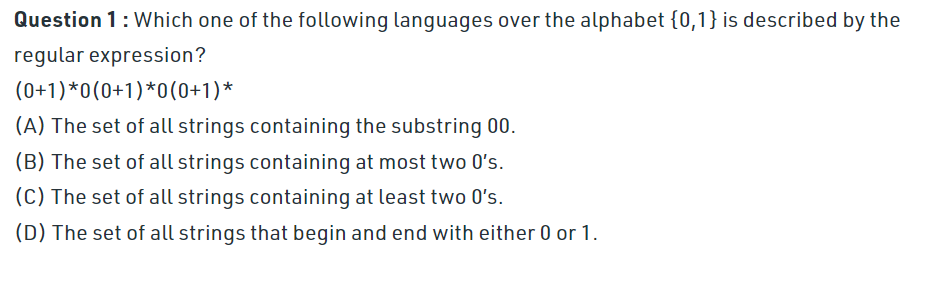 Question 1 : Which one of the following languages over the alphabet {0,1} is described by the
regular expression?
(0+1)*0(0+1)*0(0+1)*
(A) The set of all strings containing the substring 00.
(B) The set of all strings containing at most two 0's.
(C) The set of all strings containing at least two 0's.
(D) The set of all strings that begin and end with either 0 or 1.